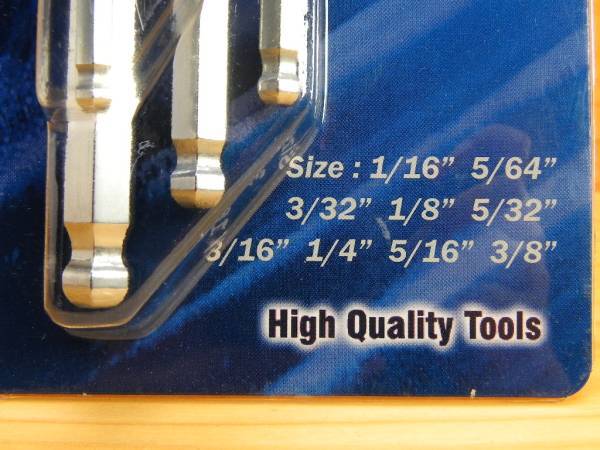 Size : 1/16” 5/64”
3/32” 1/8” 5/32”
3/16” 1/4” 5/16” 3/8”
High Quality Tools